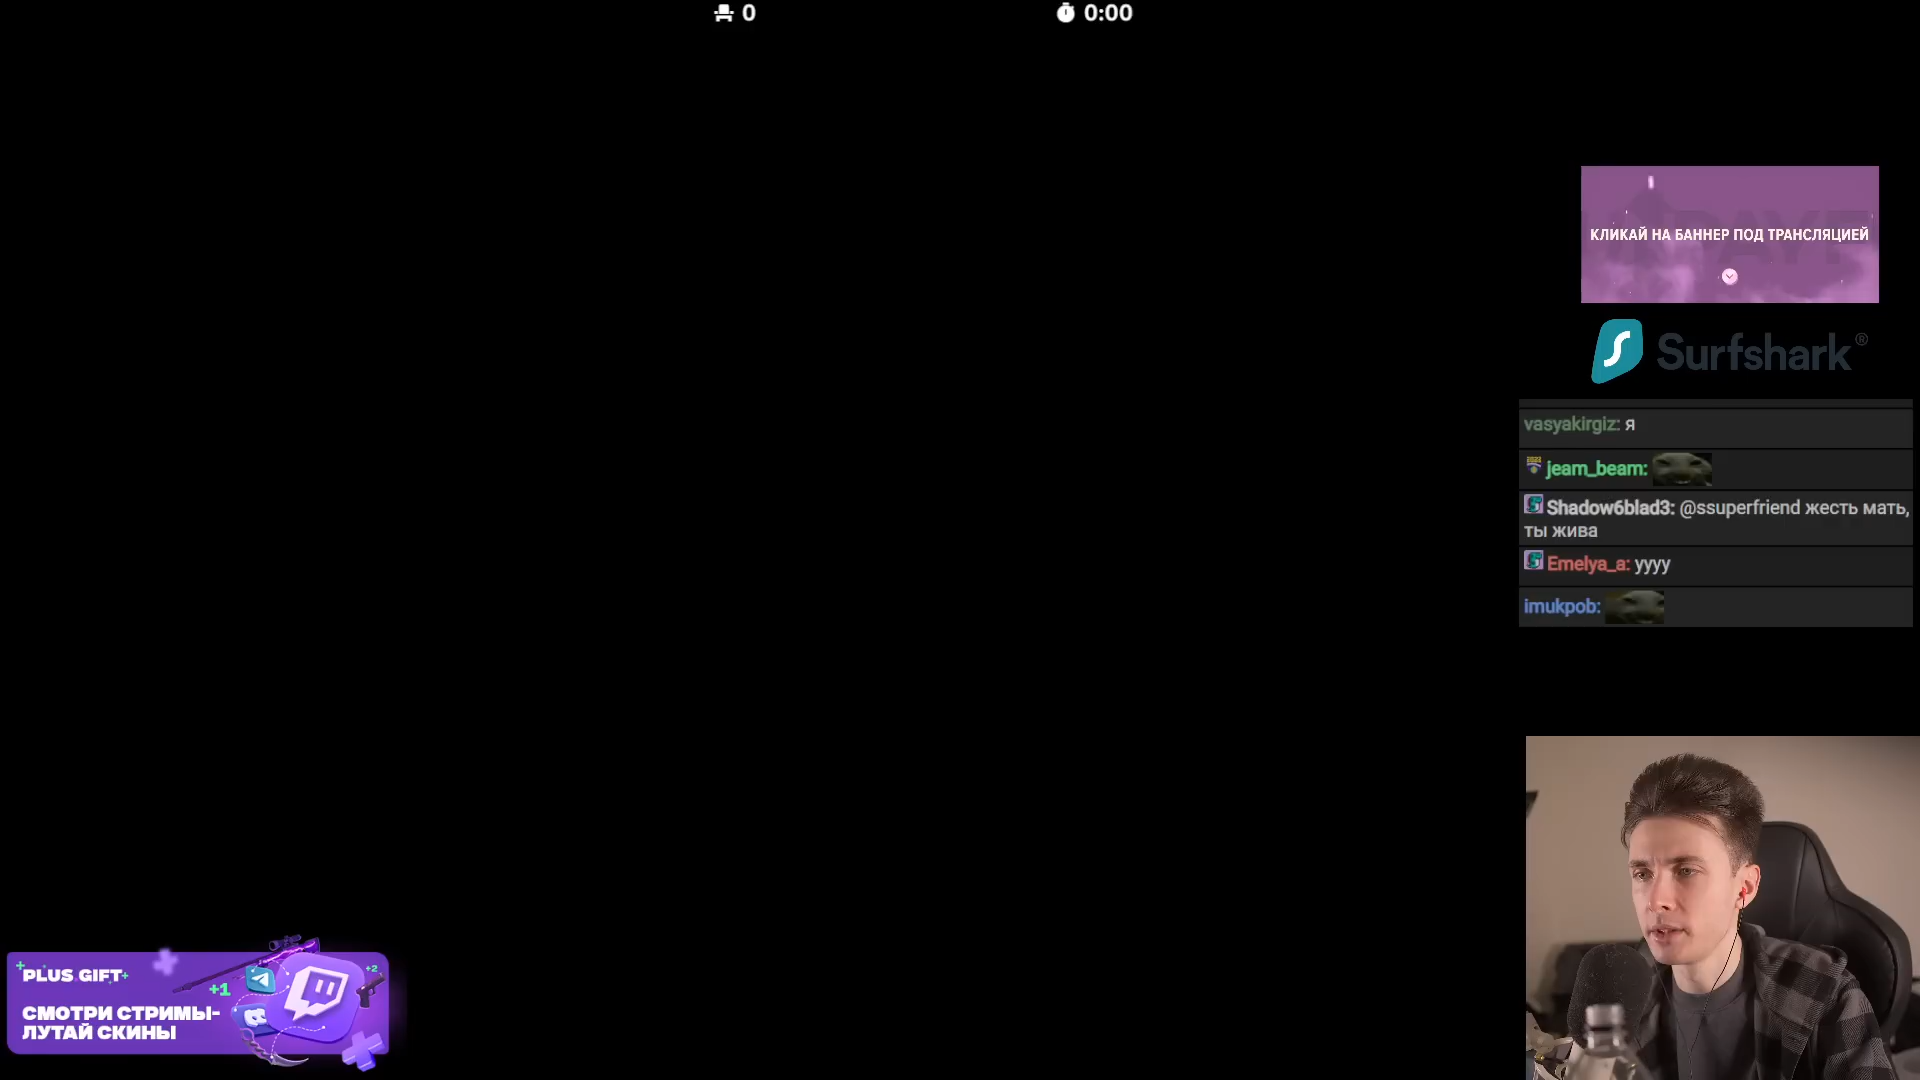 0
0:00
КЛИКАЙ НА БАННЕР ПОД ТРАНСЛЯЦИЕЙ
Surfshark®
vasyakirgiz: я
jeam_beam:
Shadow6blad3: @ssuperfriend жесть мать,
ты жива
Emelya_a: уууу
imukpob:
PLUS GIFT
+1
+2
СМОТРИ СТРИМЫ-
ЛУТАЙ СКИНЫ